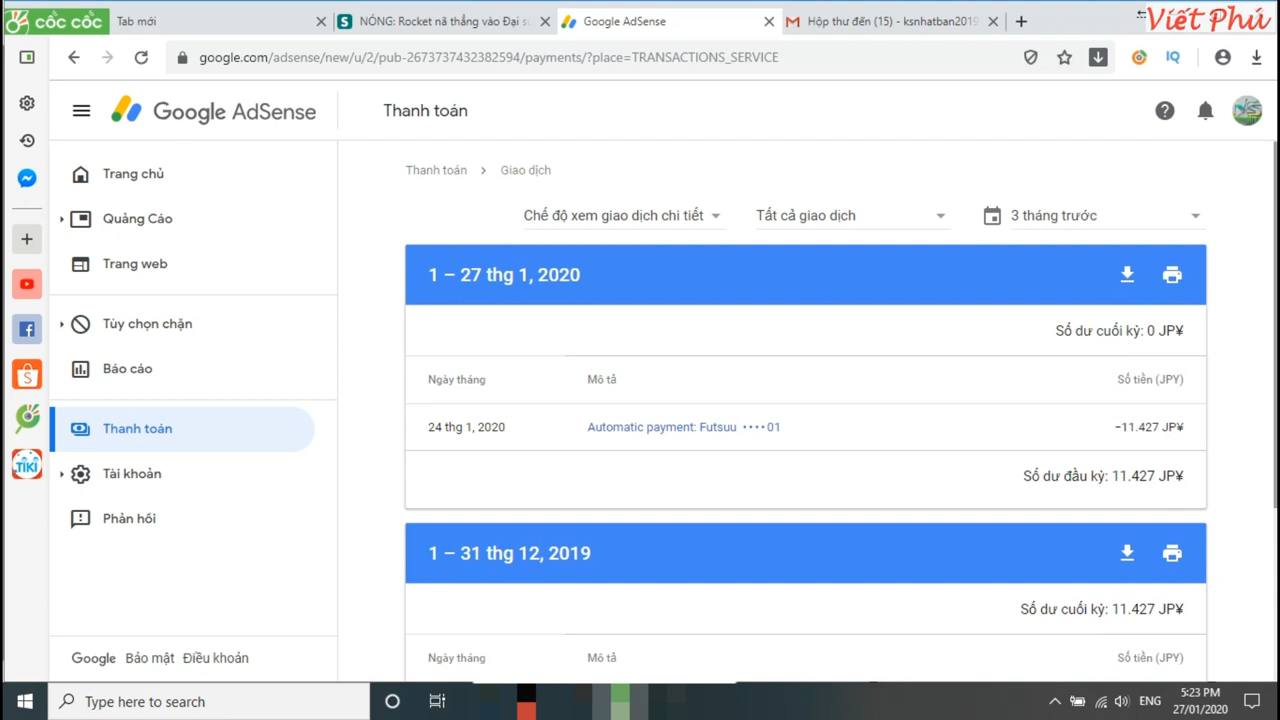 CỐC CỐC
Tab mới
NÓNG: Rocket nã thẳng vào Đại s
Google AdSense
Hộp thư đến (15) - ksnhatban2019
Viết Phú
google.com/adsense/new/u/2/pub-2673737432382594/payments/?place=TRANSACTIONS_SERVICE
IQ
Google AdSense
Thanh toán
Trang chủ
Quảng Cáo
Trang web
Tùy chọn chặn
Báo cáo
Thanh toán
Tài khoản
Phản hồi
Google Bảo mật Điều khoản
TIKI
Thanh toán > Giao dịch
Chế độ xem giao dịch chi tiết
Tất cả giao dịch
3 tháng trước
1 – 27 thg 1, 2020
Số dư cuối kỳ: 0 JP¥
Ngày tháng Mô tả Số tiền (JPY)
24 thg 1, 2020 Automatic payment: Futsuu ••••01 −11.427 JP¥
Số dư đầu kỳ: 11.427 JP¥
1 – 31 thg 12, 2019
Số dư cuối kỳ: 11.427 JP¥
Ngày tháng Mô tả Số tiền (JPY)
Type here to search
ENG
5:23 PM
27/01/2020